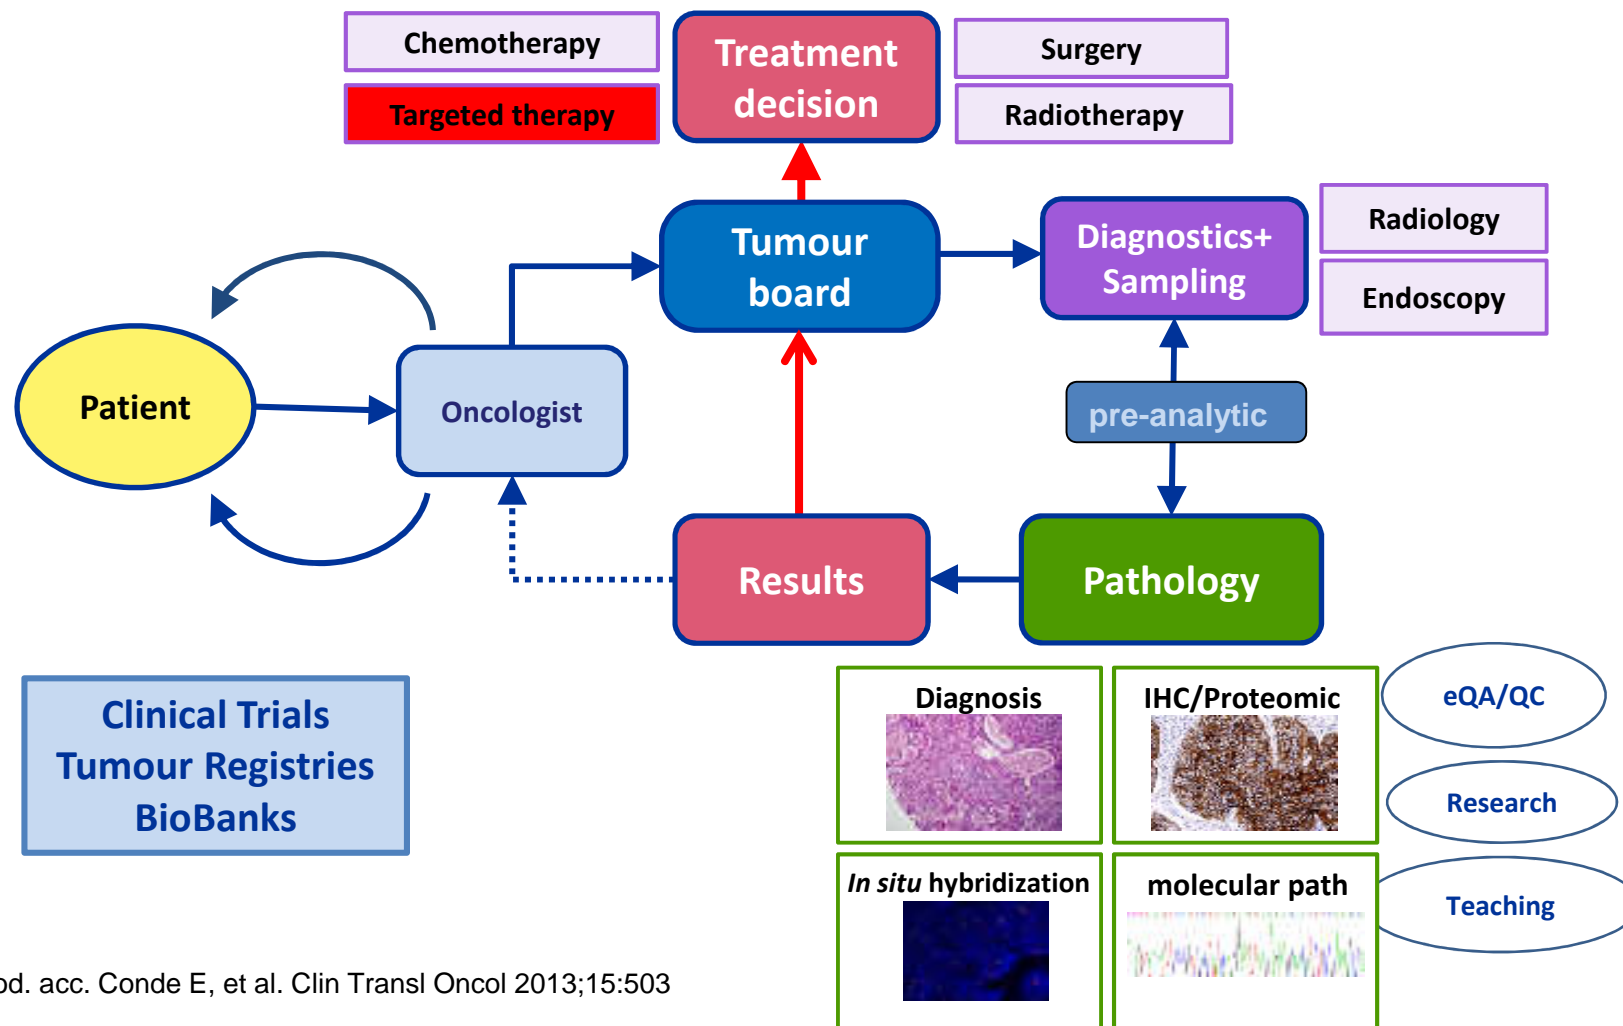 Chemotherapy
Targeted therapy
Treatment
decision
Surgery
Radiotherapy
Tumour
board
Diagnostics+
Sampling
Radiology
Endoscopy
Patient
Oncologist
pre-analytic
Results
Pathology
Clinical Trials
Tumour Registries
BioBanks
Diagnosis
IHC/Proteomic
In situ hybridization
molecular path
eQA/QC
Research
Teaching
od. acc. Conde E, et al. Clin Transl Oncol 2013;15:503